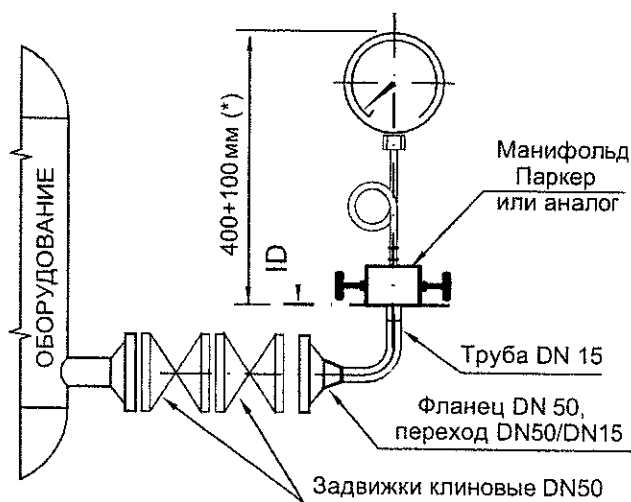 400+100мм (*)
ID
ОБОРУДОВАНИЕ
Манифольд
Паркер
или аналог
Труба DN 15
Фланец DN 50,
переход DN50/DN15
Задвижки клиновые DN50